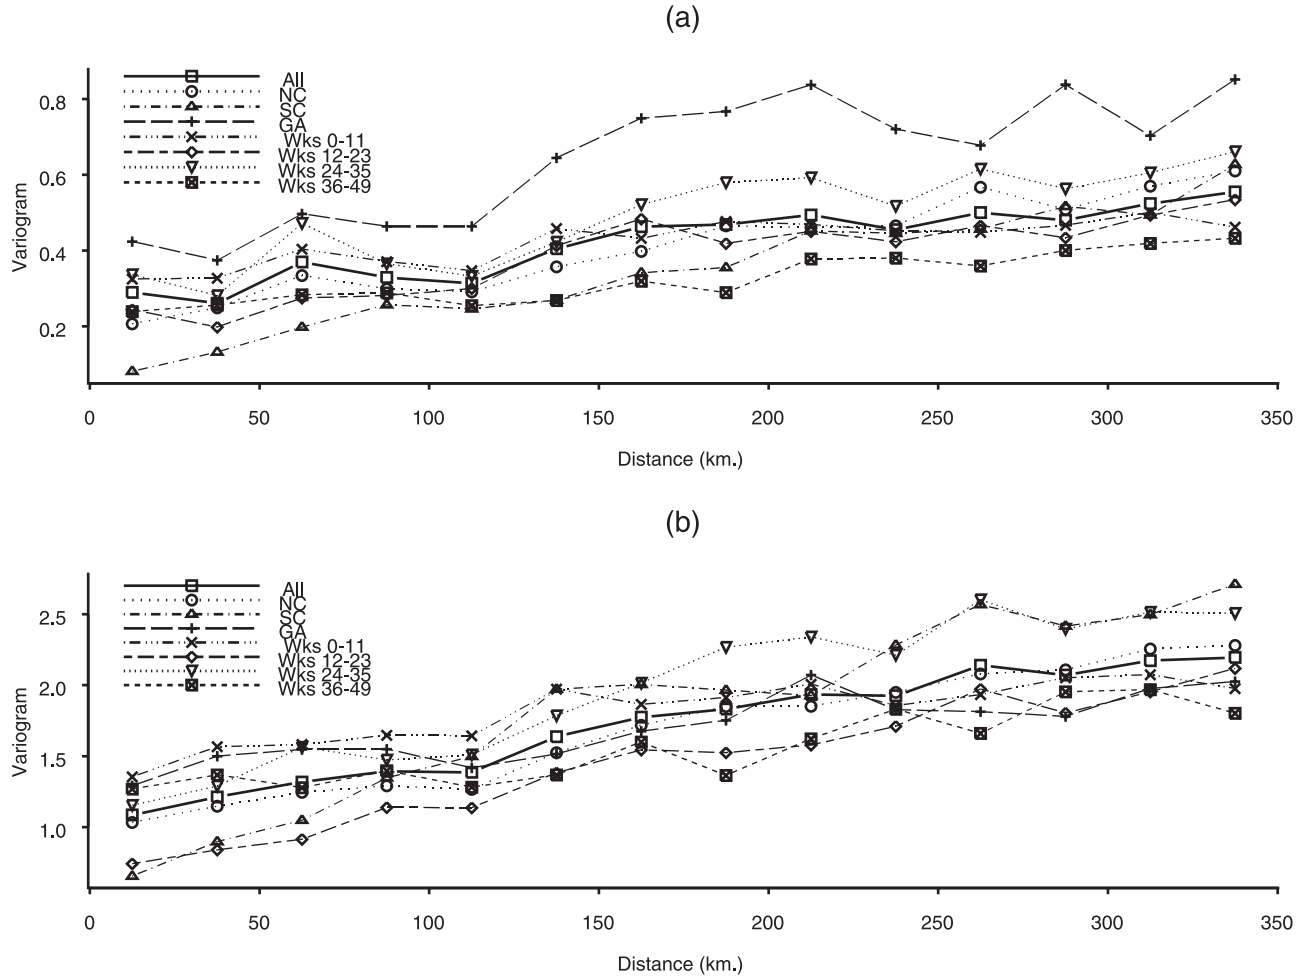 (a)
All
NC
SC
GA
Wks 0-11
Wks 12-23
Wks 24-35
Wks 36-49
Variogram
0.8
0.6
0.4
0.2
0 50 100 150 200 250 300 350
Distance (km.)
(b)
All
NC
SC
GA
Wks 0-11
Wks 12-23
Wks 24-35
Wks 36-49
Variogram
2.5
2.0
1.5
1.0
0 50 100 150 200 250 300 350
Distance (km.)